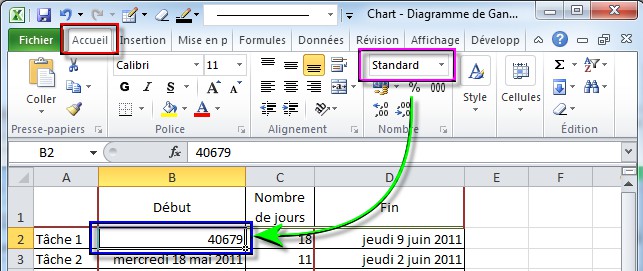 Chart - Diagramme de Gan...
Fichier Accueil Insertion Mise en p Formules Données Révision Affichage Développ
Coller
Calibri 11
G I S
A A
Standard
% 000
Style
Cellules
Σ
Presse-papiers Police Alignement Nombre Édition
B2 fx 40679
A B C D E F G
1 Début Nombre de jours Fin
2 Tâche 1 40679 18 jeudi 9 juin 2011
3 Tâche 2 mercredi 18 mai 2011 11 jeudi 2 juin 2011